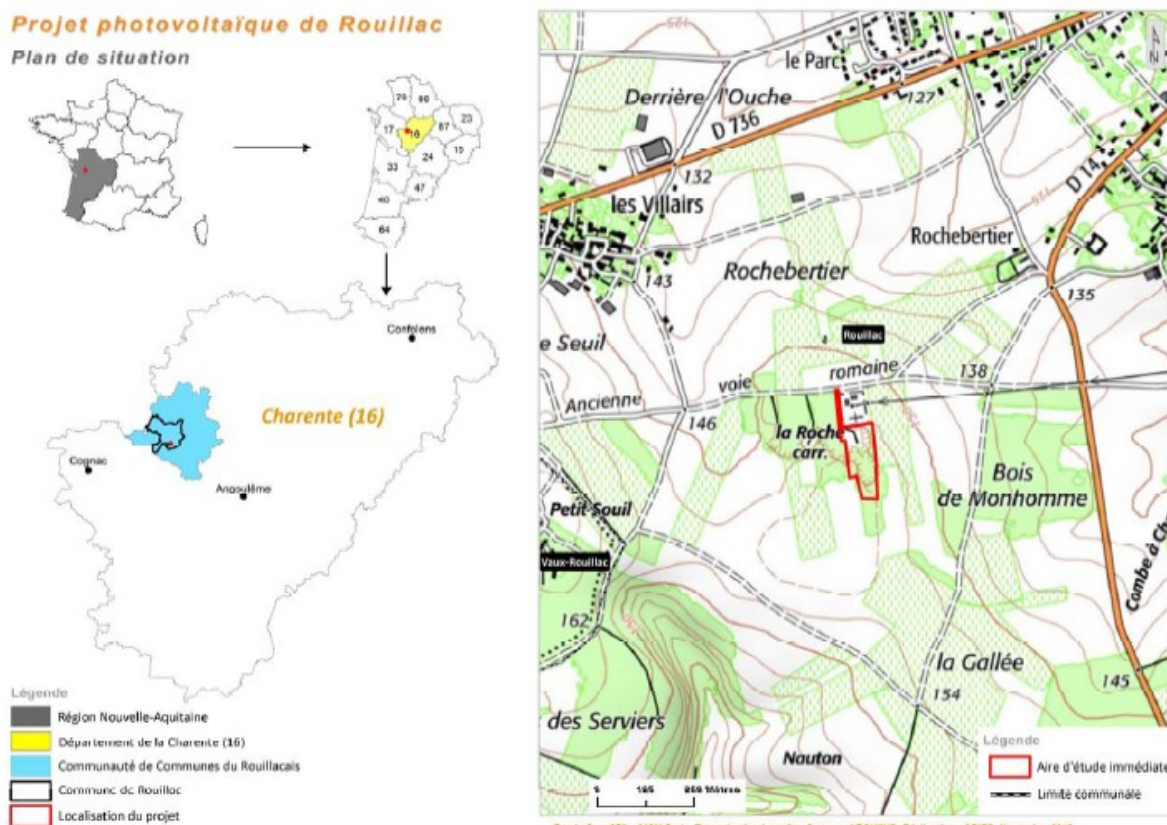 Projet photovoltaïque de Rouillac
Plan de situation
79
86
17
16
87
23
19
33
24
40
47
64
Confolens
Charente (16)
Cognac
Angoulême
Légende
Région Nouvelle-Aquitaine
Département de la Charente (16)
Communauté de Communes du Rouillacais
Commune de Rouillac
Localisation du projet
125
le Parc
127
Derrière l'Ouche
D 736
132
D 14
125
les Villairs
Rochebertier
143
Rochebertier
135
e Seuil
Rouillac
voie romaine
138
Ancienne
146
la Roche
carr.
Bois
de Monhomme
Petit Souil
Vaux-Rouillac
Combe à Ch
162
la Gallée
145
154
des Serviers
Nauton
Légende
Aire d'étude immédiate
Limite communale